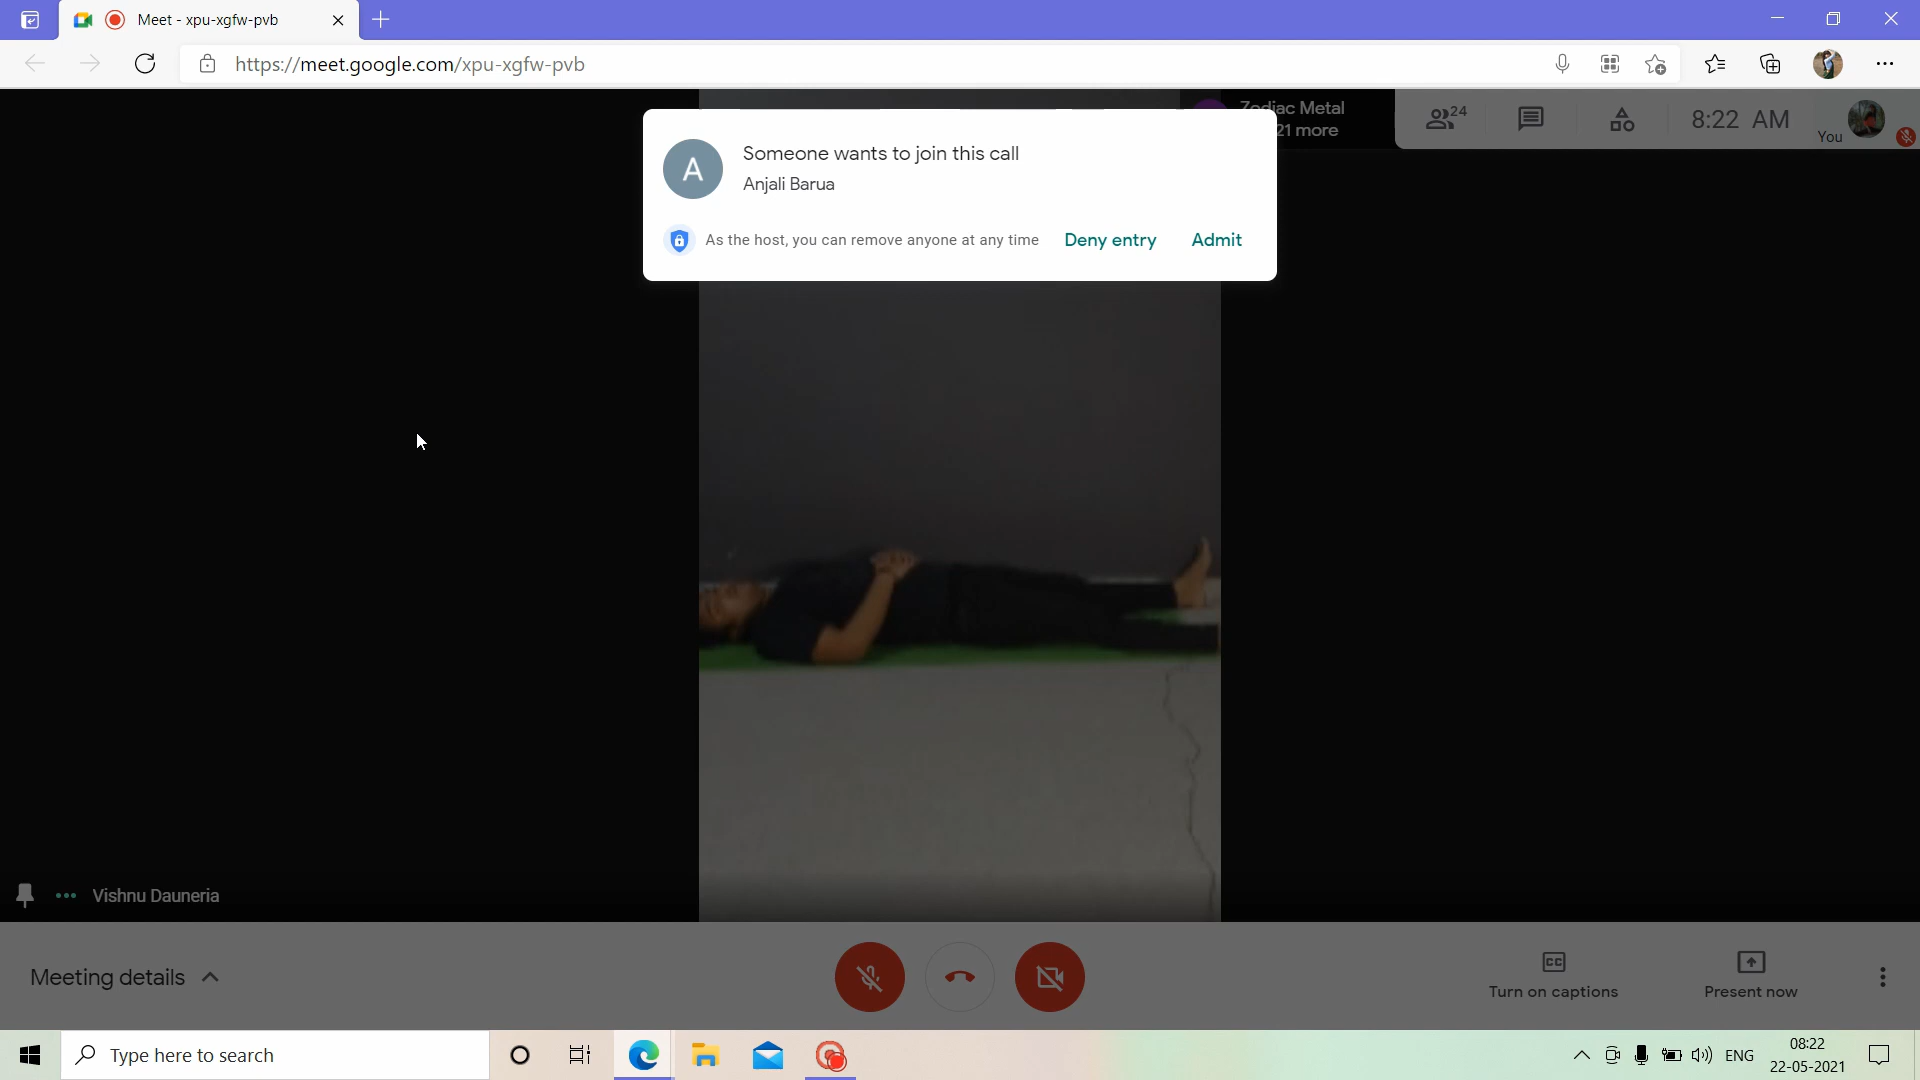 Meet - xpu-xgfw-pvb
https://meet.google.com/xpu-xgfw-pvb
Zodiac Metal
21 more
24
8:22 AM
You
A
Someone wants to join this call
Anjali Barua
As the host, you can remove anyone at any time
Deny entry
Admit
Vishnu Dauneria
Meeting details
CC
Turn on captions
Present now
Type here to search
ENG
08:22
22-05-2021